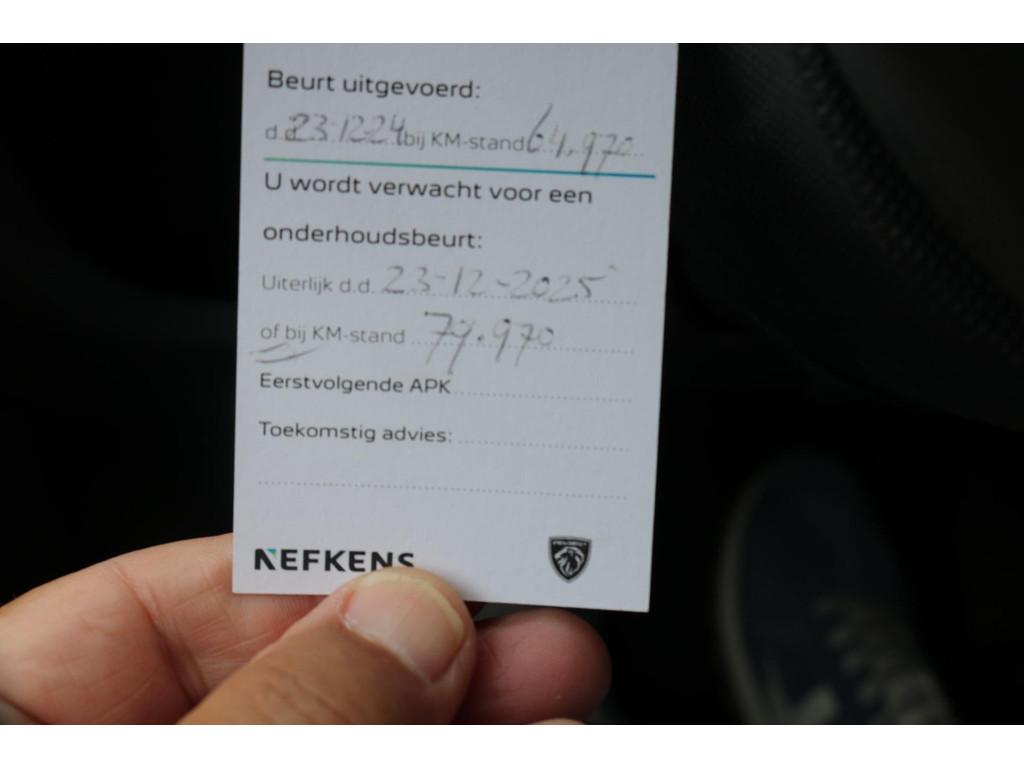 Beurt uitgevoerd:
d.d. 23-12-24 bij KM-stand 64.970
U wordt verwacht voor een
onderhoudsbeurt:
Uiterlijk d.d. 23-12-2025
of bij KM-stand 79.970
Eerstvolgende APK
Toekomstig advies:
NEFKENS
PEUGEOT